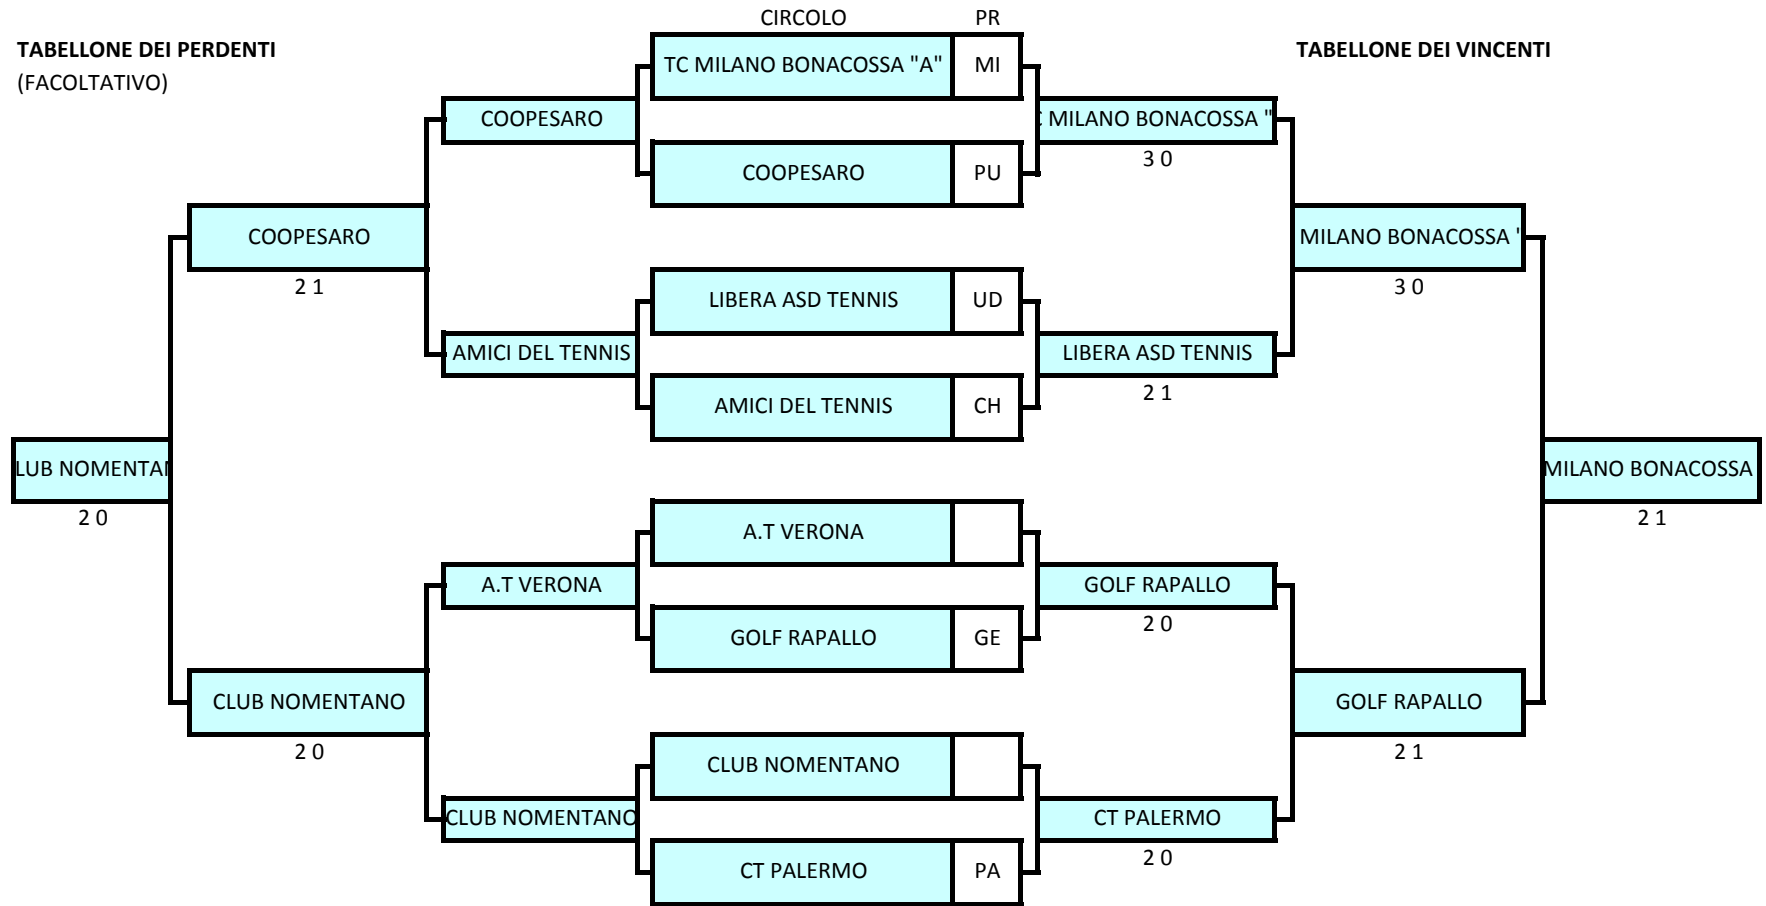 CIRCOLO PR
TABELLONE DEI PERDENTI
(FACOLTATIVO)
TABELLONE DEI VINCENTI
TC MILANO BONACOSSA "A" MI
COOPESARO
C MILANO BONACOSSA "
3 0
COOPESARO PU
COOPESARO
2 1
MILANO BONACOSSA "
3 0
LIBERA ASD TENNIS UD
AMICI DEL TENNIS
LIBERA ASD TENNIS
2 1
AMICI DEL TENNIS CH
LUB NOMENTAN
2 0
MILANO BONACOSSA
2 1
A.T VERONA
A.T VERONA
GOLF RAPALLO
2 0
GOLF RAPALLO GE
CLUB NOMENTANO
2 0
GOLF RAPALLO
2 1
CLUB NOMENTANO
CLUB NOMENTANO
CT PALERMO
2 0
CT PALERMO PA